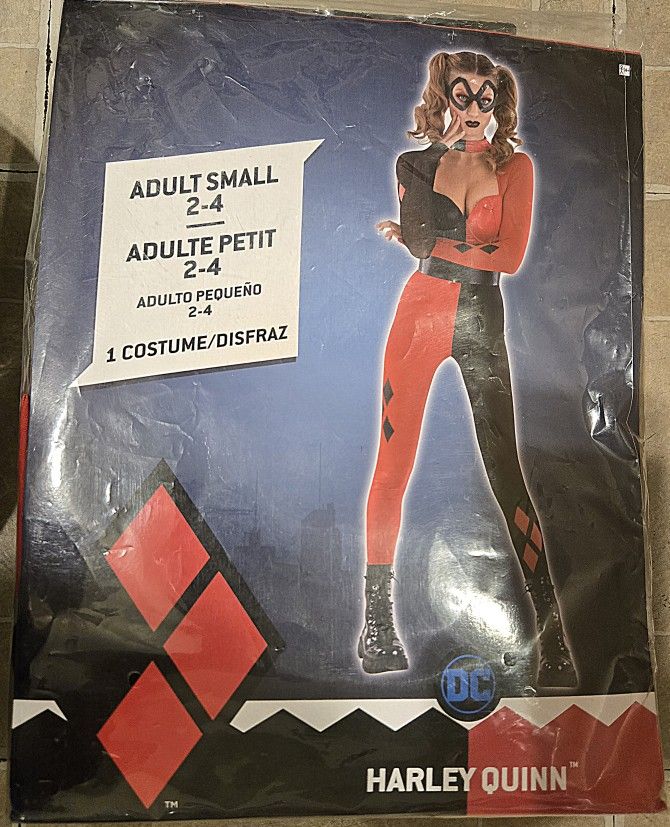 ADULT SMALL
2-4
ADULTE PETIT
2-4
ADULTO PEQUEÑO
2-4
1 COSTUME/DISFRAZ
DC
HARLEY QUINN™
TM